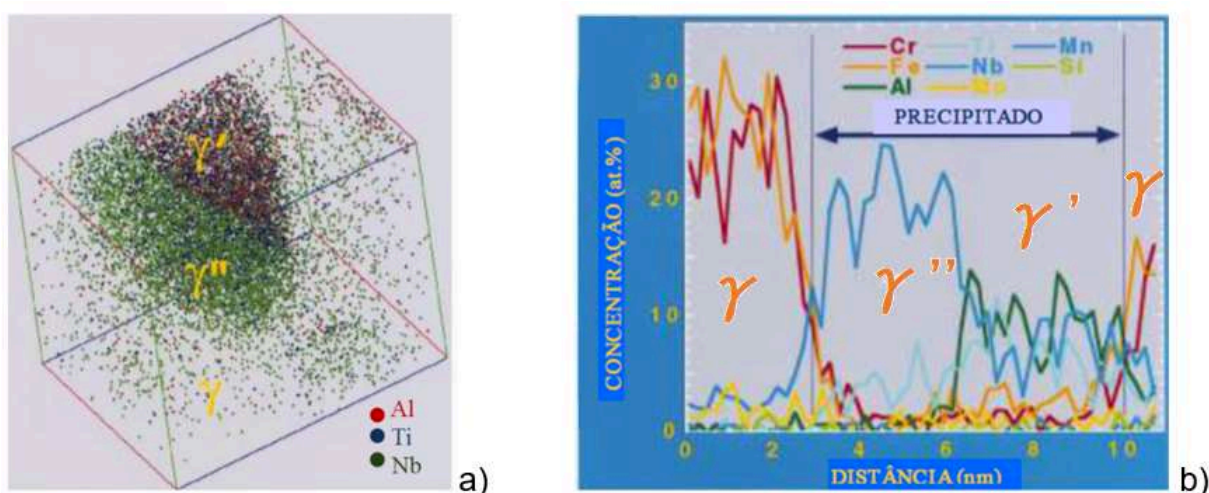 γ'
γ"
γ
Al
Ti
Nb
a)
Cr
Ti
Mn
Fe
Nb
Si
Al
Mo
PRECIPITADO
CONCENTRAÇÃO (at.%)
30
20
10
0
γ
γ''
γ'
γ
0
2
4
6
8
10
DISTÂNCIA (nm)
b)